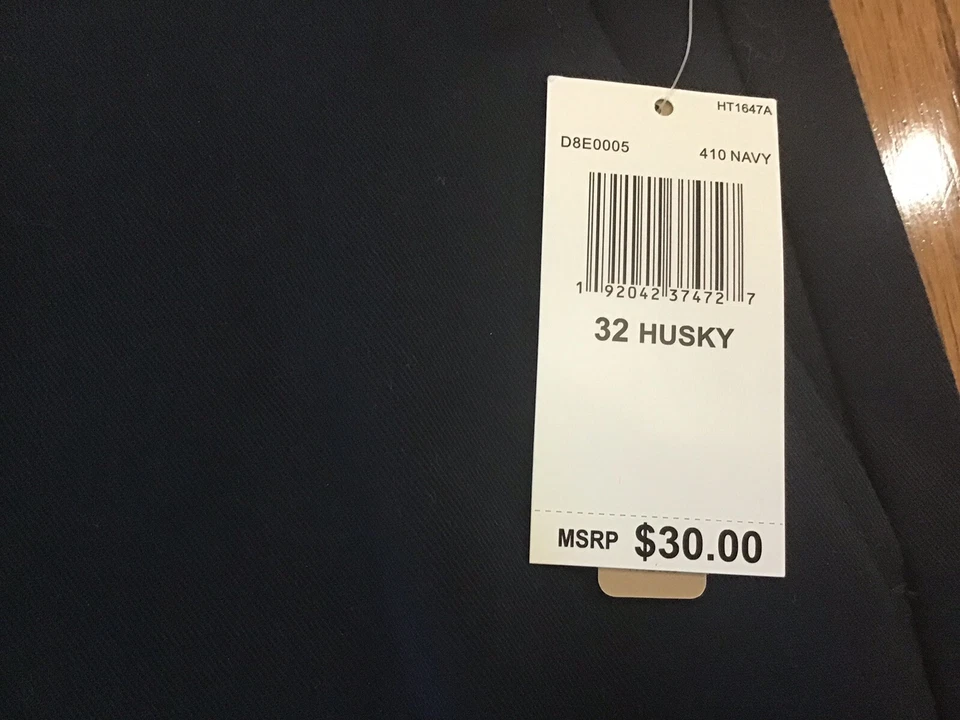 HT1647A
D8E0005 410 NAVY
1 92042 37472 7
32 HUSKY
MSRP $30.00